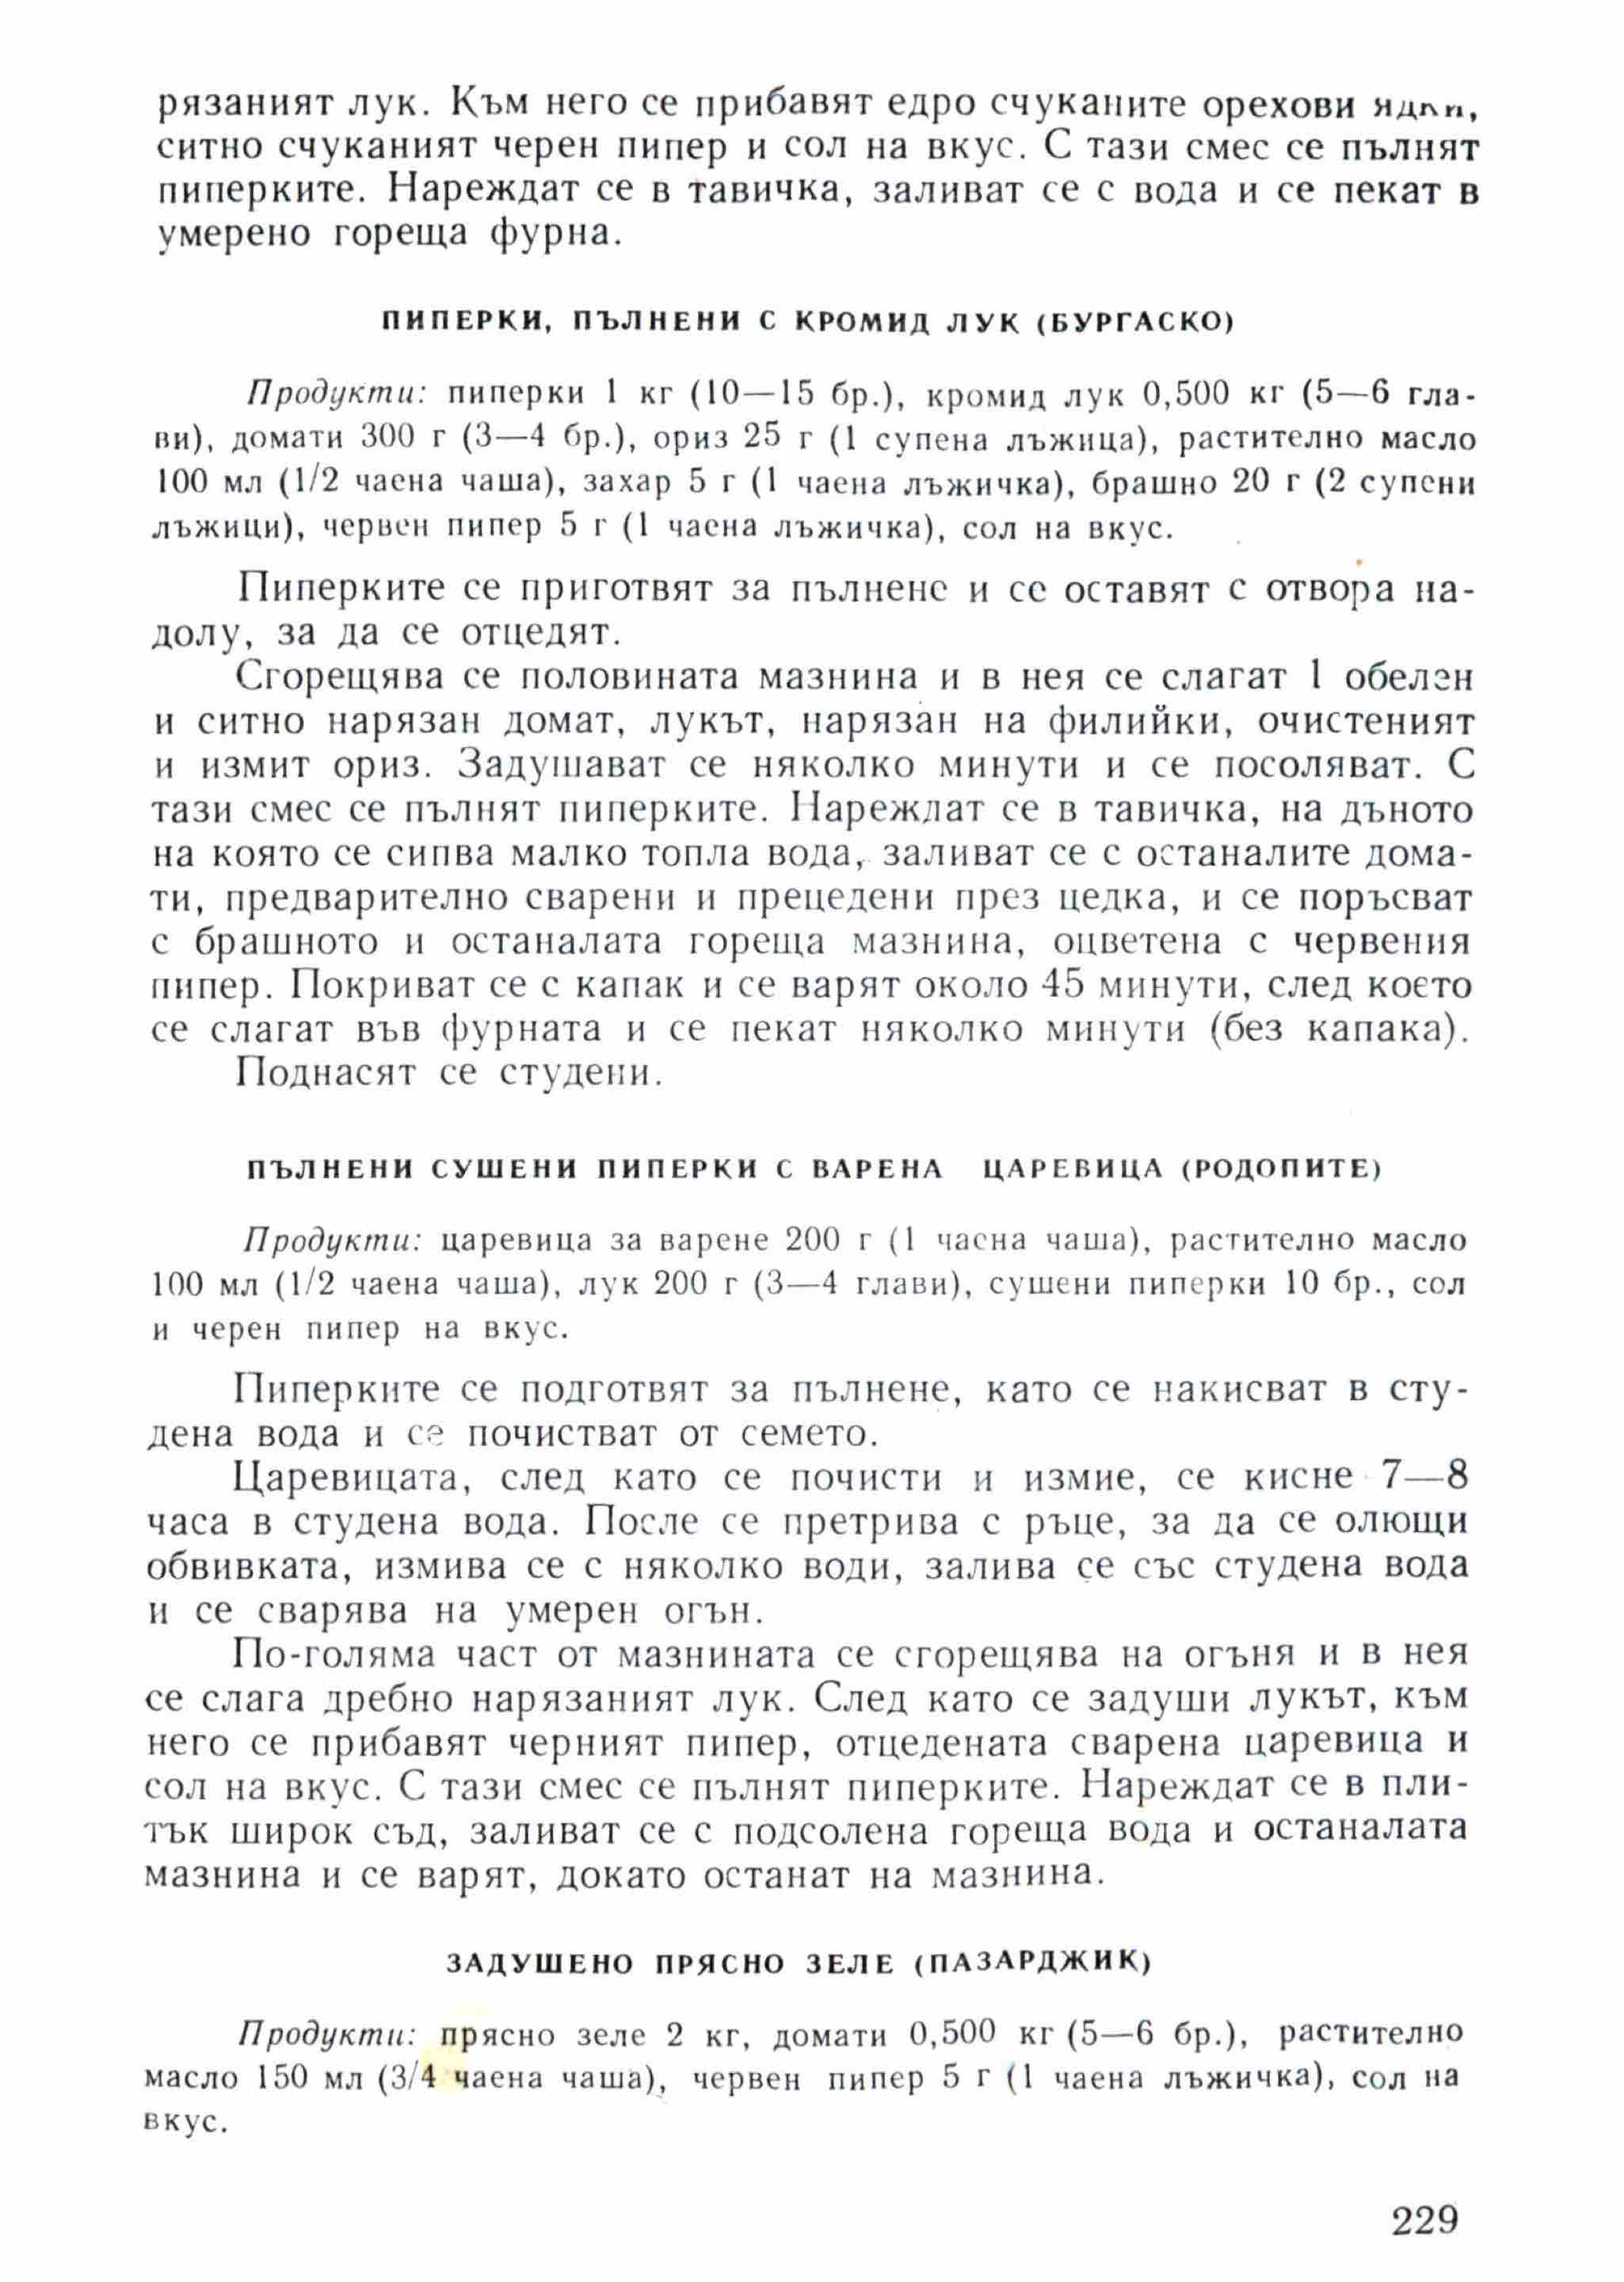 рязаният лук. Към него се прибавят едро счуканите орехови ядки,
ситно счуканият черен пипер и сол на вкус. С тази смес се пълнят
пиперките. Нареждат се в тавичка, заливат се с вода и се пекат в
умерено гореща фурна.
ПИПЕРКИ, ПЪЛНЕНИ С КРОМИД ЛУК (БУРГАСКО)
Продукти: пиперки 1 кг (10—15 бр.), кромид лук 0,500 кг (5—6 гла-
ви), домати 300 г (3—4 бр.), ориз 25 г (1 супена лъжица), растително масло
100 мл (1/2 чаена чаша), захар 5 г (1 чаена лъжичка), брашно 20 г (2 супени
лъжици), червен пипер 5 г (1 чаена лъжичка), сол на вкус.
Пиперките се приготвят за пълнене и се оставят с отвора на-
долу, за да се отцедят.
Сгорещява се половината мазнина и в нея се слагат 1 обелен
и ситно нарязан домат, лукът, нарязан на филийки, очистеният
и измит ориз. Задушават се няколко минути и се посоляват. С
тази смес се пълнят пиперките. Нареждат се в тавичка, на дъното
на която се сипва малко топла вода, заливат се с останалите дома-
ти, предварително сварени и прецедени през цедка, и се поръсват
с брашното и останалата гореща мазнина, оцветена с червения
пипер. Покриват се с капак и се варят около 45 минути, след което
се слагат във фурната и се пекат няколко минути (без капака).
Поднасят се студени.
ПЪЛНЕНИ СУШЕНИ ПИПЕРКИ С ВАРЕНА ЦАРЕВИЦА (РОДОПИТЕ)
Продукти: царевица за варене 200 г (1 чаена чаша), растително масло
100 мл (1/2 чаена чаша), лук 200 г (3—4 глави), сушени пиперки 10 бр., сол
и черен пипер на вкус.
Пиперките се подготвят за пълнене, като се накисват в сту-
дена вода и се почистват от семето.
Царевицата, след като се почисти и измие, се кисне 7—8
часа в студена вода. После се претрива с ръце, за да се олющи
обвивката, измива се с няколко води, залива се със студена вода
и се сварява на умерен огън.
По-голяма част от мазнината се сгорещява на огъня и в нея
се слага дребно нарязаният лук. След като се задуши лукът, към
него се прибавят черният пипер, отцедената сварена царевица и
сол на вкус. С тази смес се пълнят пиперките. Нареждат се в пли-
тък широк съд, заливат се с подсолена гореща вода и останалата
мазнина и се варят, докато останат на мазнина.
ЗАДУШЕНО ПРЯСНО ЗЕЛЕ (ПАЗАРДЖИК)
Продукти: прясно зеле 2 кг, домати 0,500 кг (5—6 бр.), растително
масло 150 мл (3/4 чаена чаша), червен пипер 5 г (1 чаена лъжичка), сол на
вкус.
229